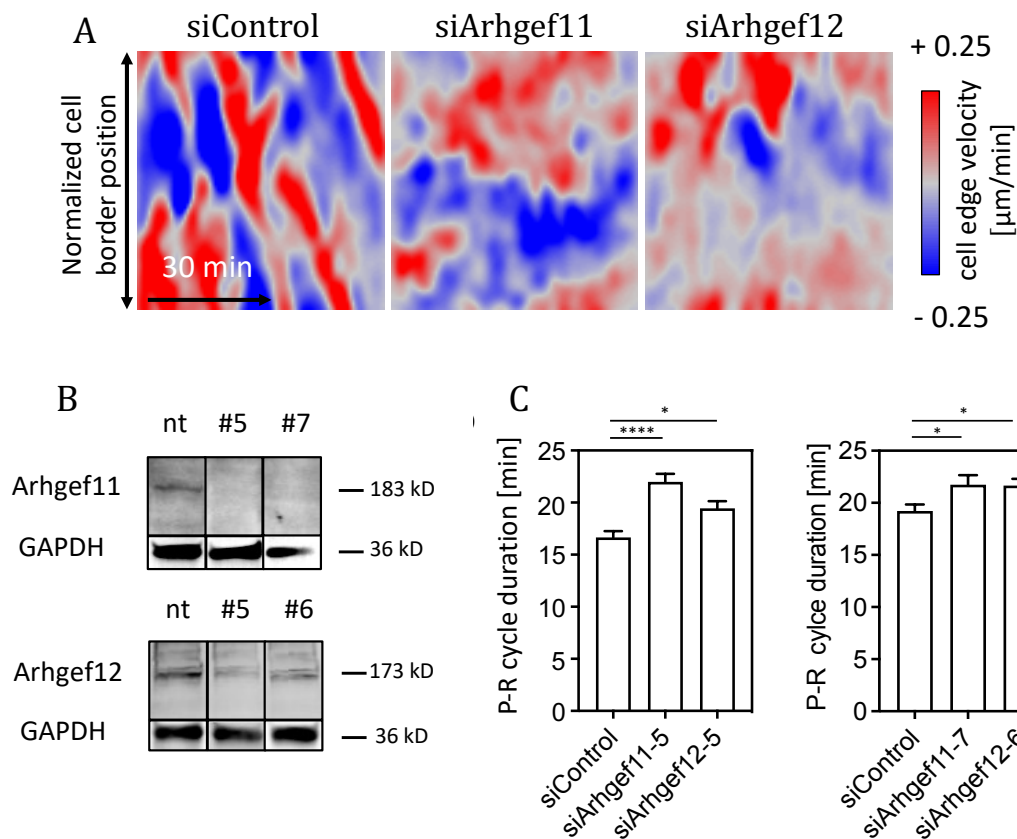 A
siControl siArhgef11 siArhgef12
Normalized cell
border position
30 min
+ 0.25
cell edge velocity
[µm/min]
- 0.25
B
nt #5 #7
Arhgef11
183 kD
GAPDH
36 kD
nt #5 #6
Arhgef12
173 kD
GAPDH
36 kD
C
P-R cycle duration [min]
25
20
15
10
5
0
*
****
siControl
siArhgef11-5
siArhgef12-5
P-R cylce duration [min]
25
20
15
10
5
0
*
*
siControl
siArhgef11-7
siArhgef12-6